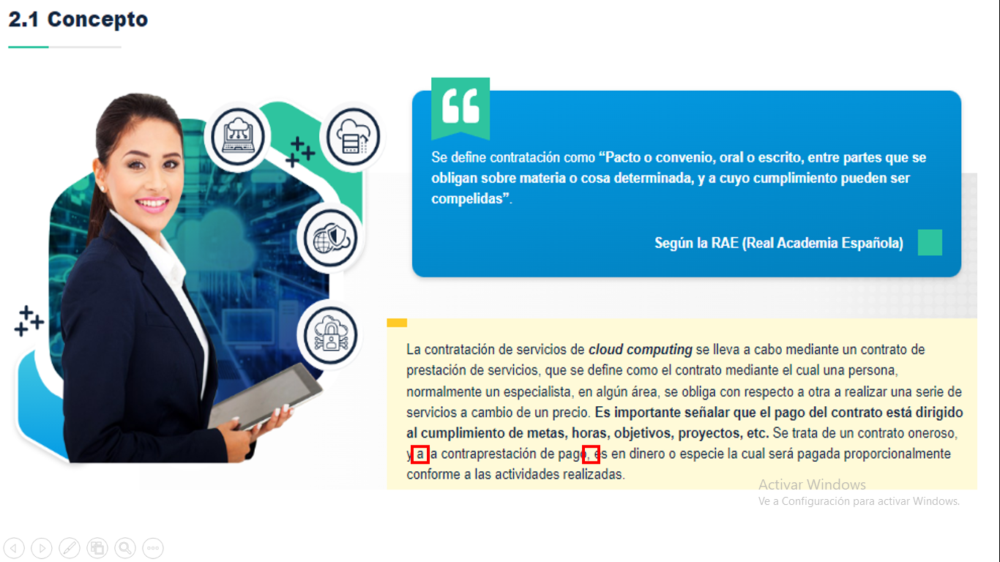 2.1 Concepto
Se define contratación como “Pacto o convenio, oral o escrito, entre partes que se
obligan sobre materia o cosa determinada, y a cuyo cumplimiento pueden ser
compelidas”.
Según la RAE (Real Academia Española)
La contratación de servicios de cloud computing se lleva a cabo mediante un contrato de
prestación de servicios, que se define como el contrato mediante el cual una persona,
normalmente un especialista, en algún área, se obliga con respecto a otra a realizar una serie de
servicios a cambio de un precio. Es importante señalar que el pago del contrato está dirigido
al cumplimiento de metas, horas, objetivos, proyectos, etc. Se trata de un contrato oneroso,
y a la contraprestación de pago, es en dinero o especie la cual será pagada proporcionalmente
conforme a las actividades realizadas.
Activar Windows
Ve a Configuración para activar Windows.